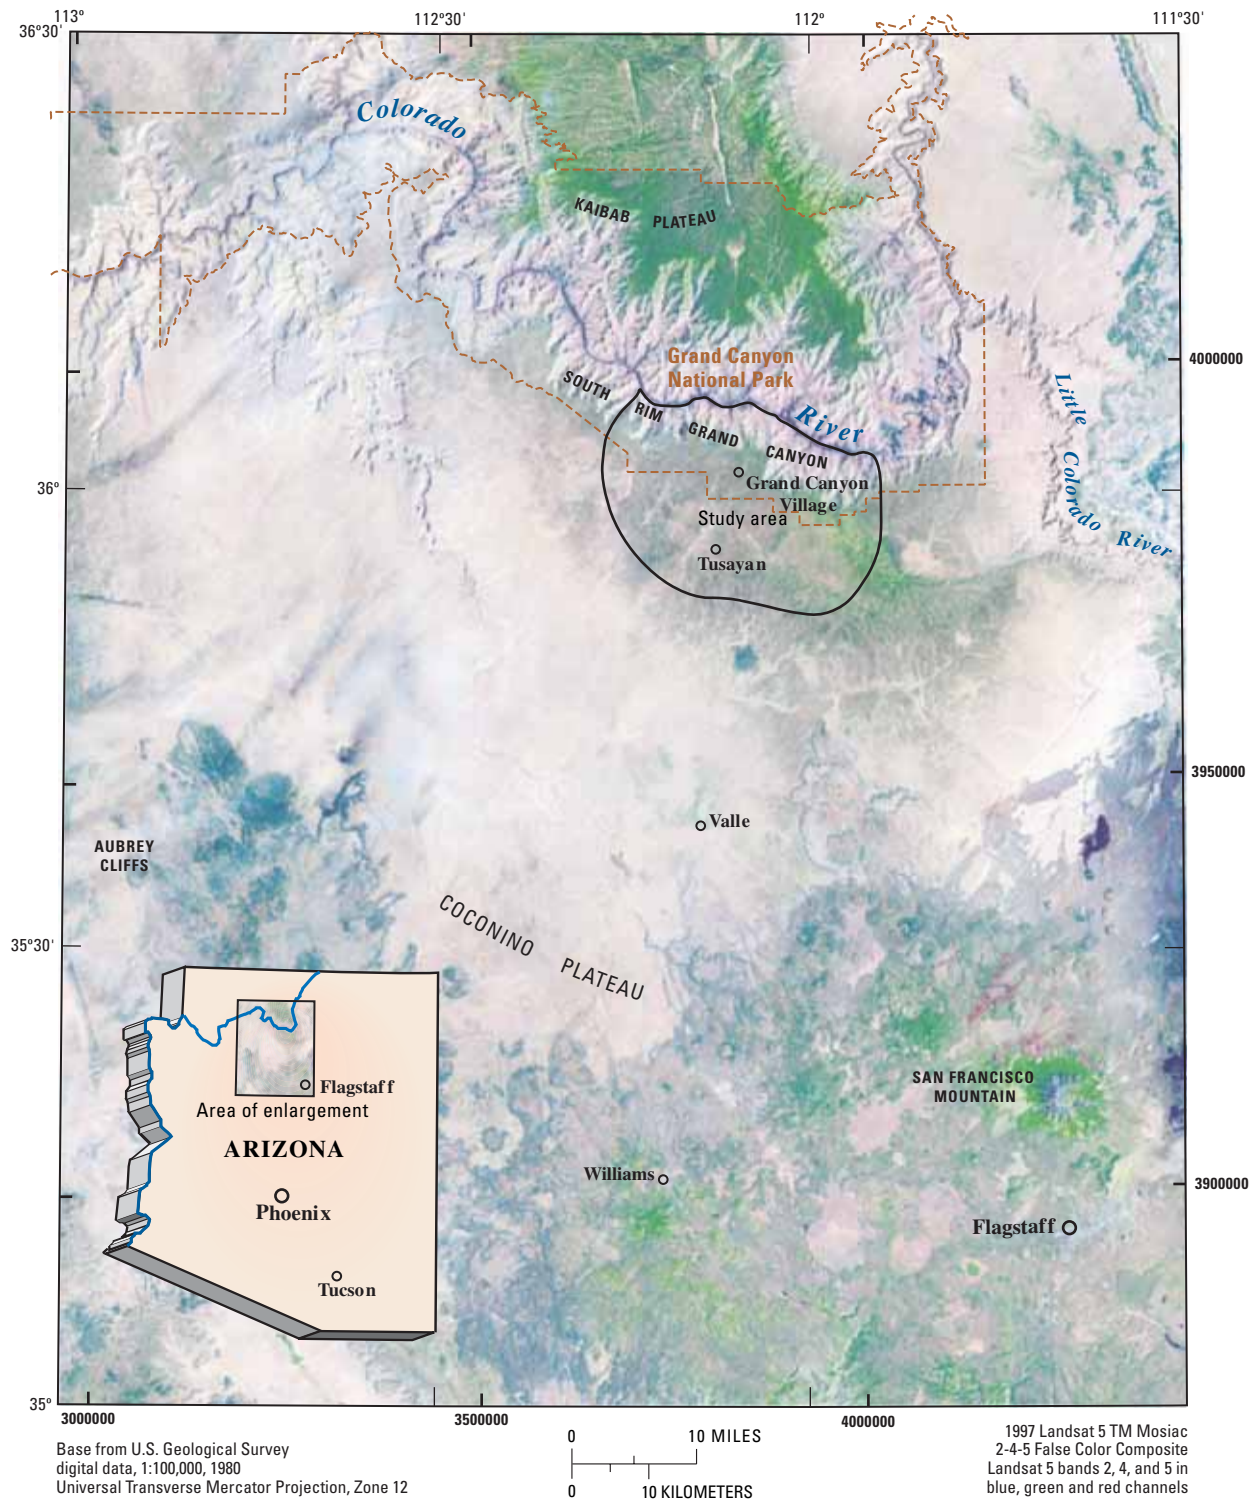 113°
112°30'
112°
111°30'
36°30'
Colorado
KAIBAB PLATEAU
Grand Canyon
National Park
4000000
SOUTH RIM GRAND CANYON
River
Little Colorado River
Grand Canyon
Village
36°
Study area
Tusayan
3950000
Valle
AUBREY
CLIFFS
COCONINO PLATEAU
35°30'
Flagstaff
Area of enlargement
ARIZONA
Phoenix
Tucson
SAN FRANCISCO
MOUNTAIN
Williams
3900000
Flagstaff
35°
3000000
3500000
4000000
Base from U.S. Geological Survey
digital data, 1:100,000, 1980
Universal Transverse Mercator Projection, Zone 12
0 10 MILES
0 10 KILOMETERS
1997 Landsat 5 TM Mosiac
2-4-5 False Color Composite
Landsat 5 bands 2, 4, and 5 in
blue, green and red channels